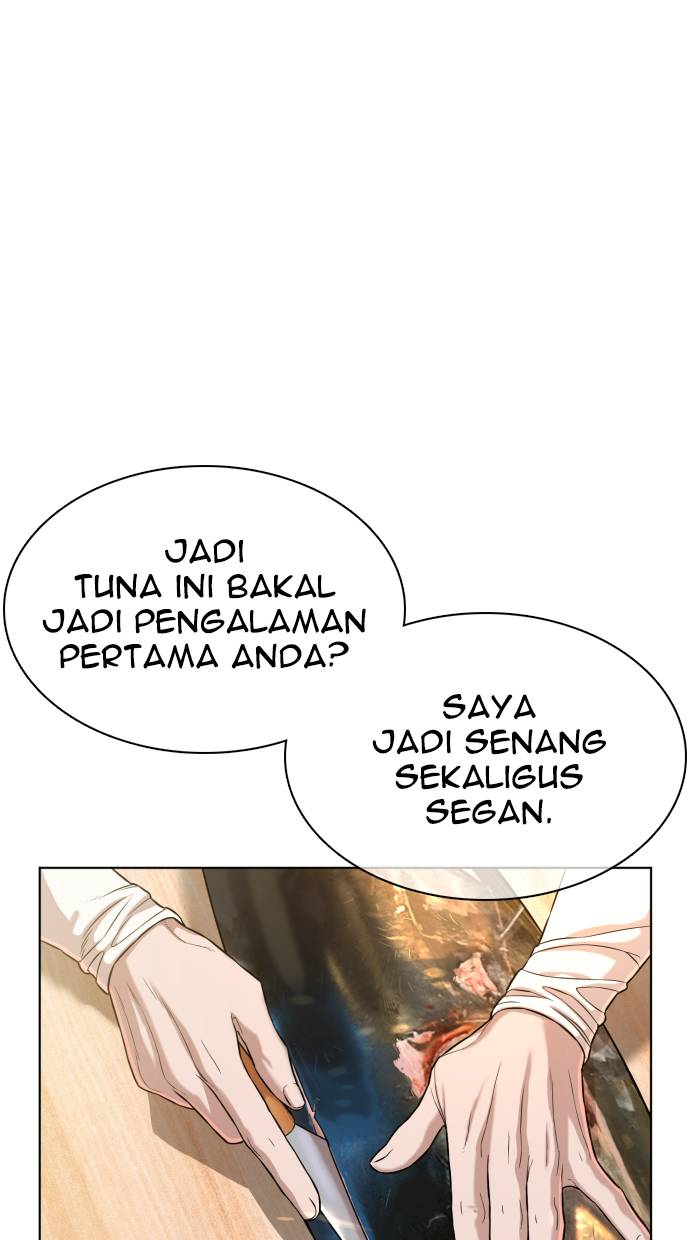 JADI
TUNA INI BAKAL
JADI PENGALAMAN
PERTAMA ANDA?
SAYA
JADI SENANG
SEKALIGUS
SEGAN.